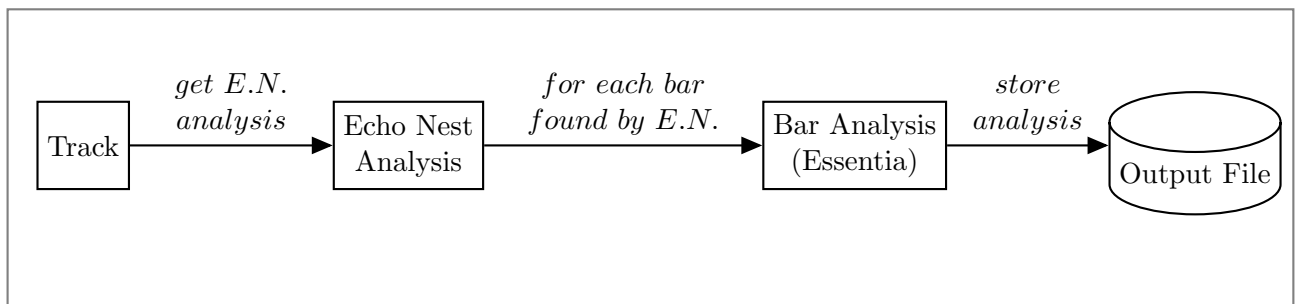 Track
get E.N.
analysis
Echo Nest
Analysis
for each bar
found by E.N.
Bar Analysis
(Essentia)
store
analysis
Output File